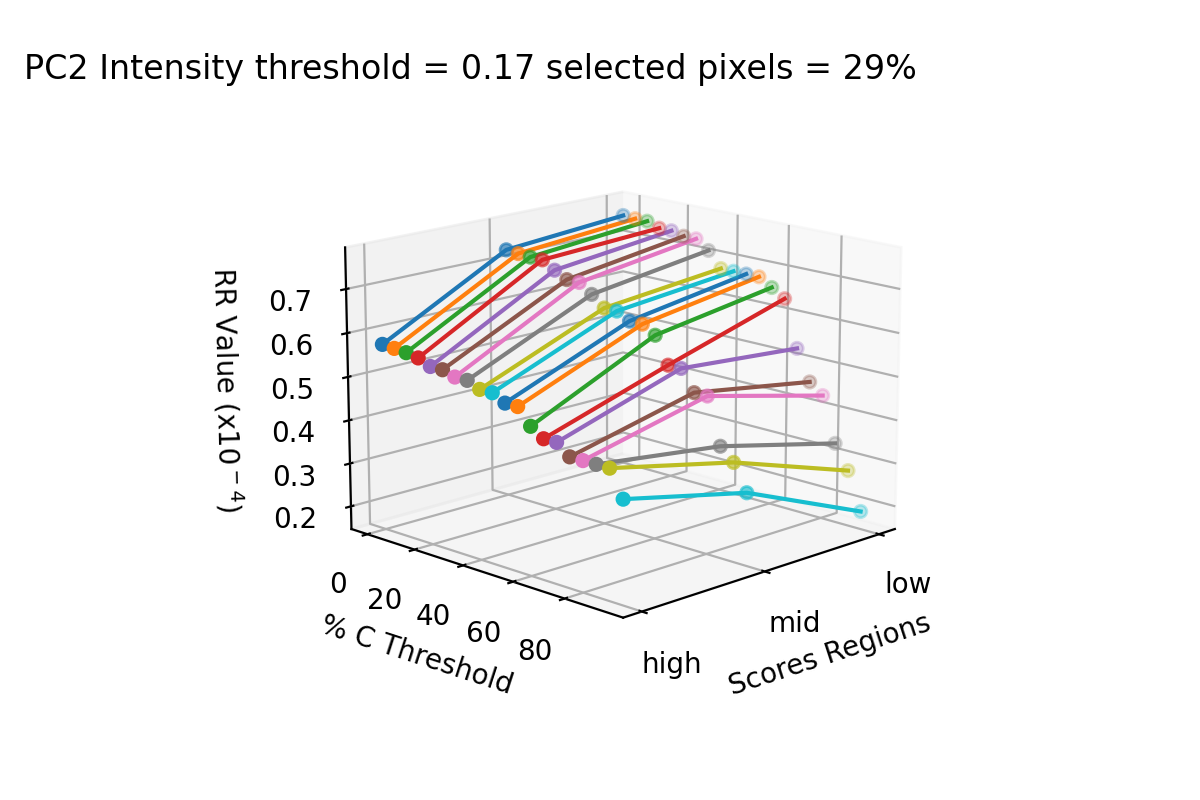 PC2 Intensity threshold = 0.17 selected pixels = 29%
RR Value (x10⁻⁴)
0.7
0.6
0.5
0.4
0.3
0.2
0
20
40
60
80
% C Threshold
high
mid
low
Scores Regions